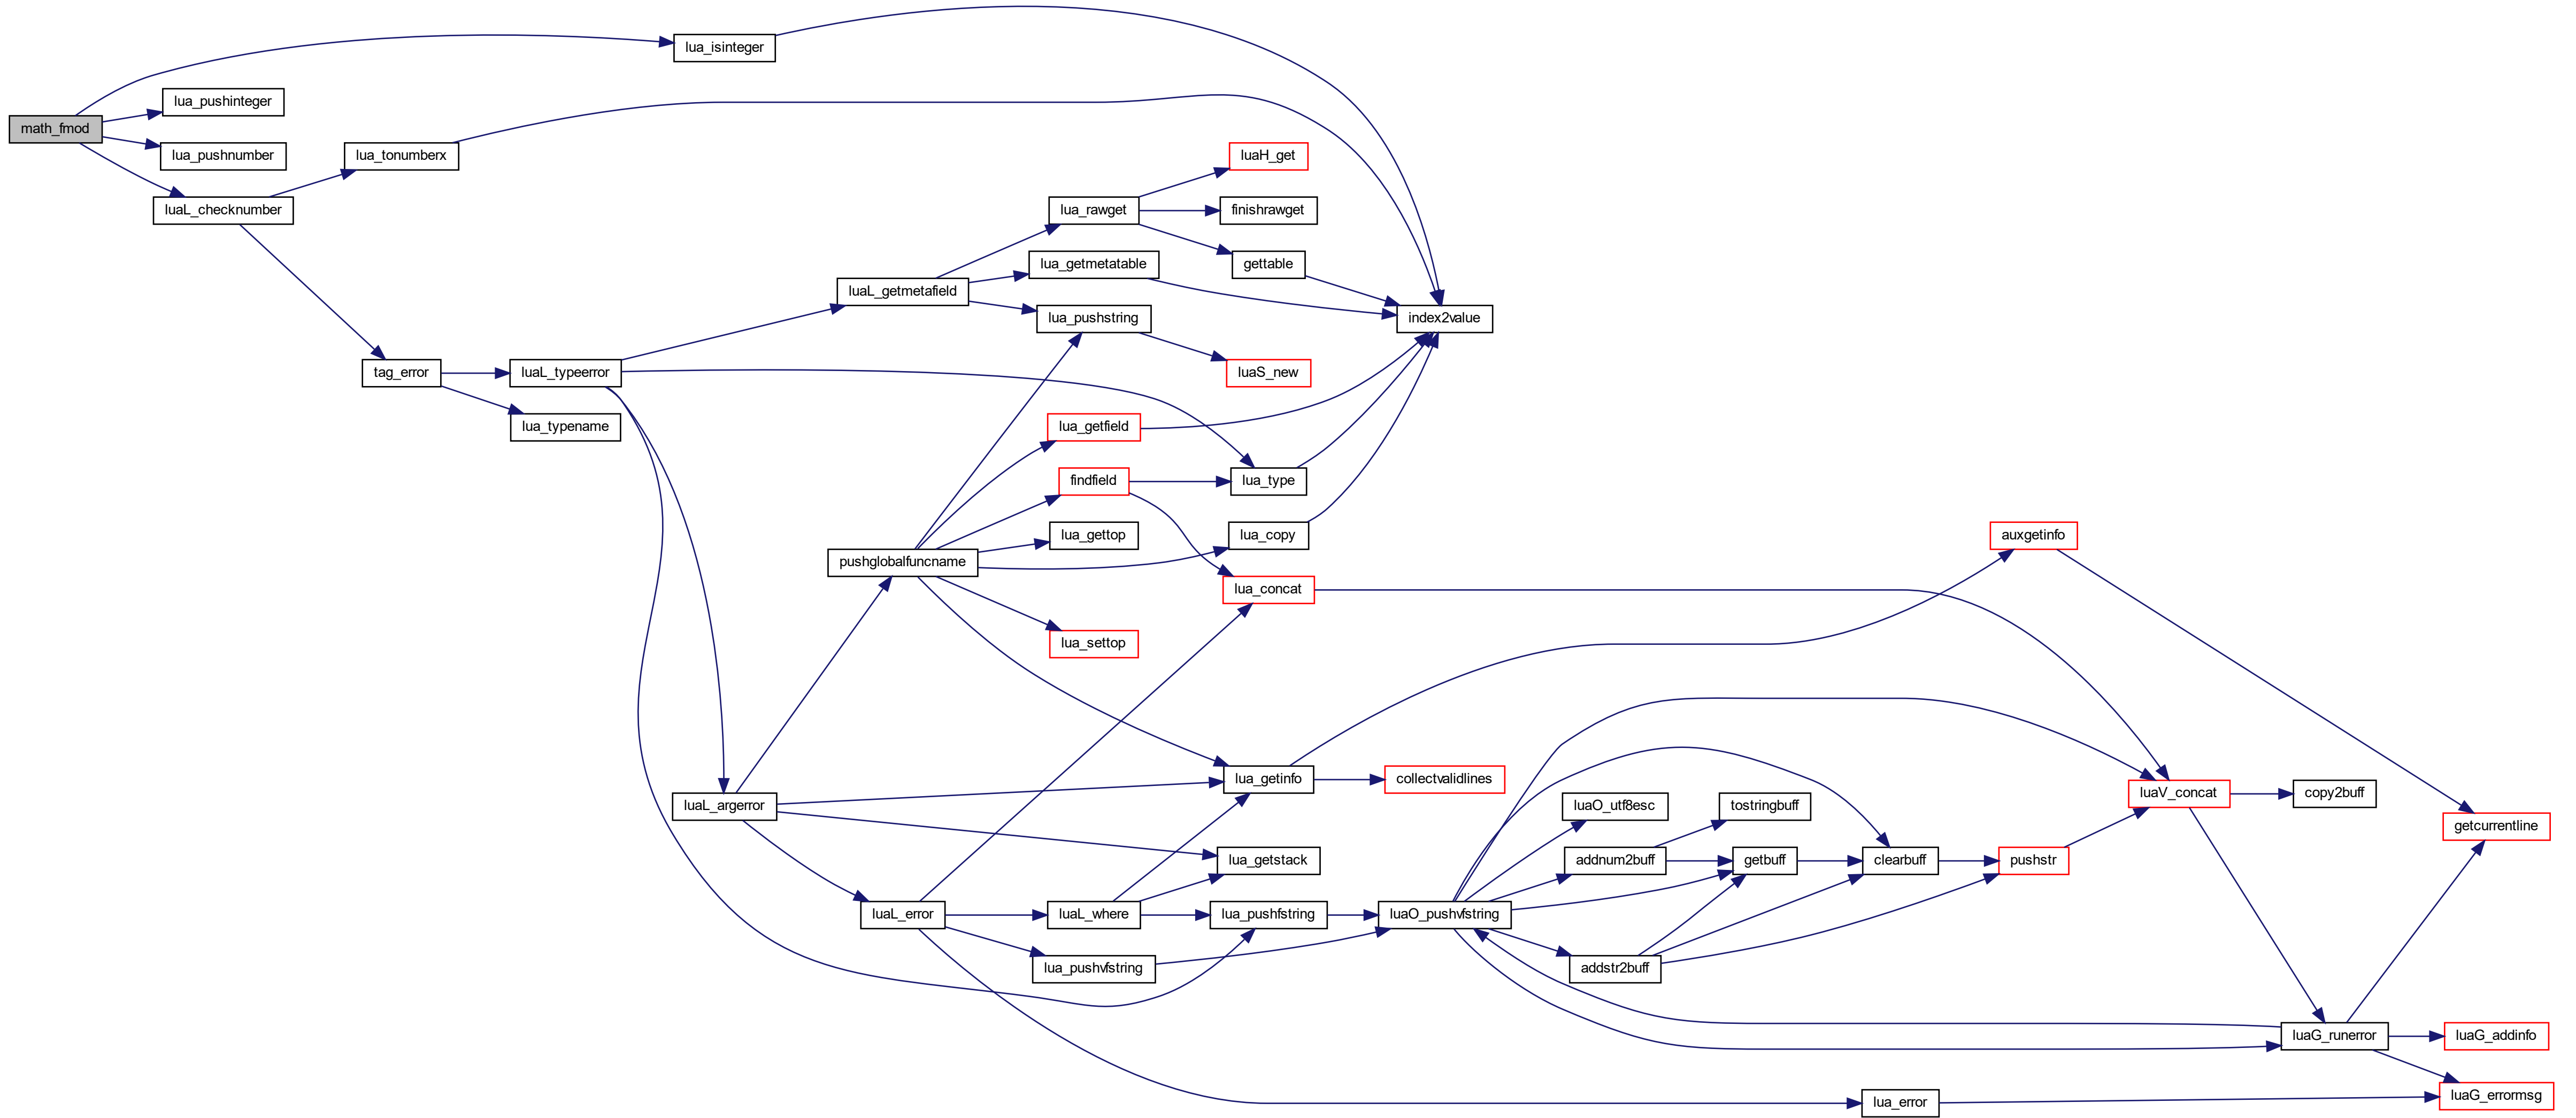 lua_isinteger
lua_pushinteger
math_fmod
lua_pushnumber
lua_tonumberx
luaH_get
luaL_checknumber
lua_rawget
finishrawget
lua_getmetatable
gettable
luaL_getmetafield
lua_pushstring
index2value
tag_error
luaL_typeerror
luaS_new
lua_typename
lua_getfield
findfield
lua_type
lua_gettop
lua_copy
auxgetinfo
pushglobalfuncname
lua_concat
lua_settop
lua_getinfo
collectvalidlines
luaV_concat
copy2buff
luaL_argerror
luaO_utf8esc
tostringbuff
getcurrentline
lua_getstack
addnum2buff
getbuff
clearbuff
pushstr
luaL_error
luaL_where
lua_pushfstring
luaO_pushvfstring
lua_pushvfstring
addstr2buff
luaG_runerror
luaG_addinfo
lua_error
luaG_errormsg